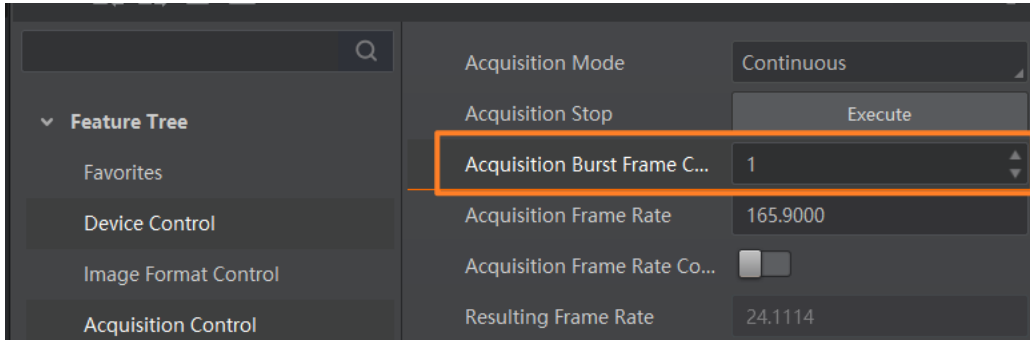 Feature Tree
Favorites
Device Control
Image Format Control
Acquisition Control
Acquisition Mode Continuous
Acquisition Stop Execute
Acquisition Burst Frame C... 1
Acquisition Frame Rate 165.9000
Acquisition Frame Rate Co...
Resulting Frame Rate 24.1114